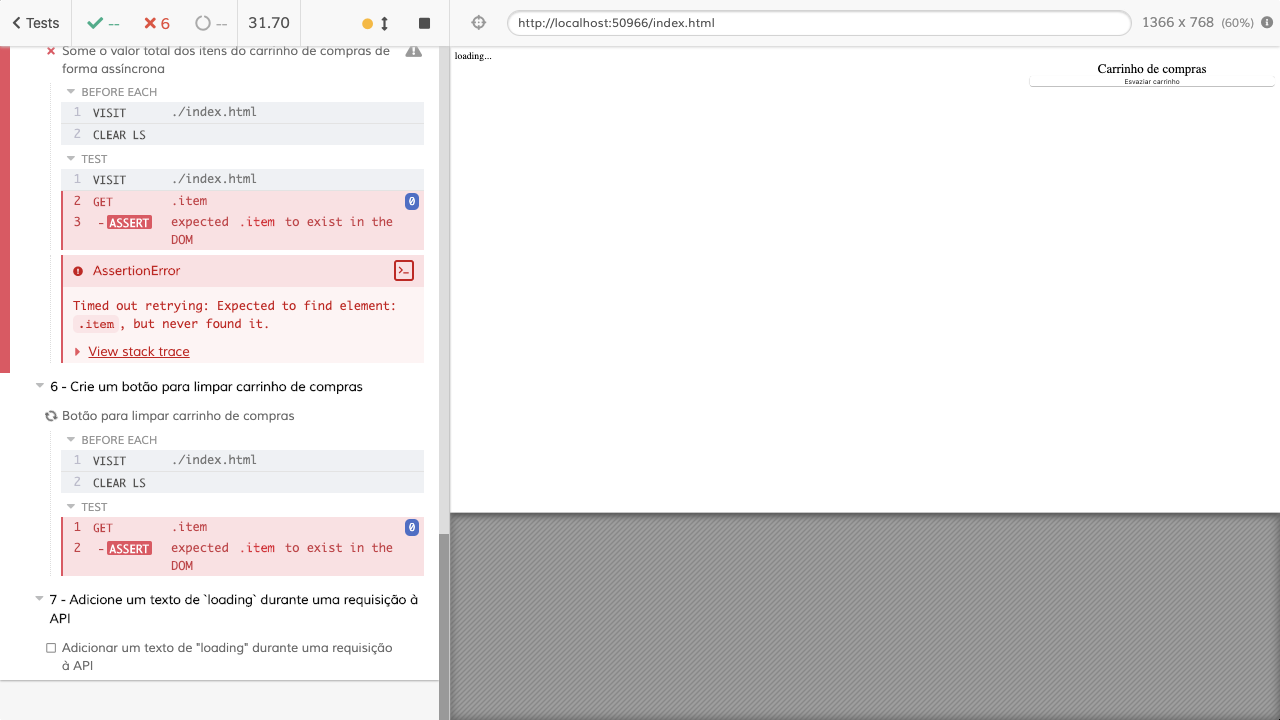 Tests
--
6
--
31.70
http://localhost:50966/index.html
1366 x 768 (60%)
Some o valor total dos itens do carrinho de compras de
forma assíncrona
BEFORE EACH
1 VISIT ./index.html
2 CLEAR LS
TEST
1 VISIT ./index.html
2 GET .item 0
3 -ASSERT expected .item to exist in the
DOM
AssertionError
Timed out retrying: Expected to find element:
.item, but never found it.
View stack trace
6 - Crie um botão para limpar carrinho de compras
Botão para limpar carrinho de compras
BEFORE EACH
1 VISIT ./index.html
2 CLEAR LS
TEST
1 GET .item 0
2 -ASSERT expected .item to exist in the
DOM
7 - Adicione um texto de `loading` durante uma requisição à
API
Adicionar um texto de "loading" durante uma requisição
à API
loading...
Carrinho de compras
Esvaziar carrinho